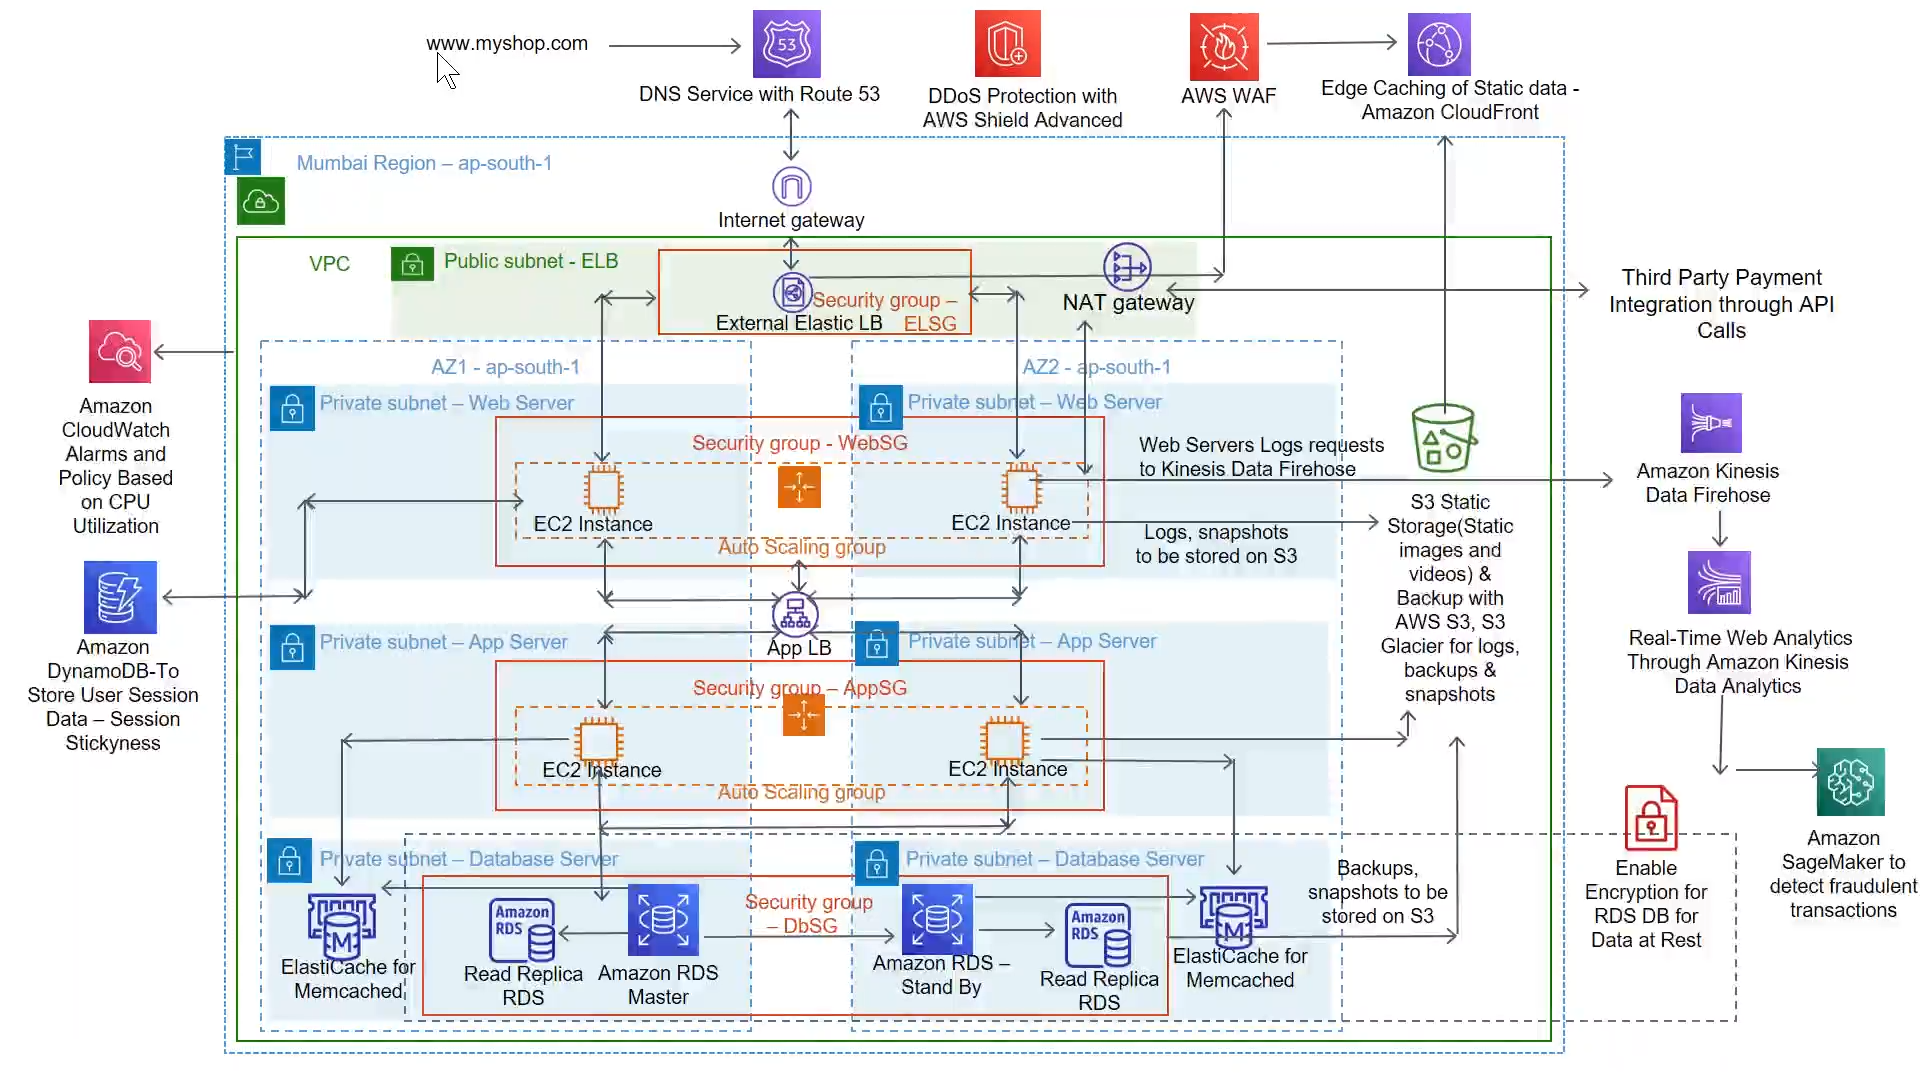 www.myshop.com
53
DNS Service with Route 53
DDoS Protection with
AWS Shield Advanced
AWS WAF
Edge Caching of Static data -
Amazon CloudFront
Mumbai Region – ap-south-1
Internet gateway
VPC
Public subnet - ELB
Security group –
ELSG
External Elastic LB
NAT gateway
Third Party Payment
Integration through API
Calls
Amazon
CloudWatch
Alarms and
Policy Based
on CPU
Utilization
AZ1 - ap-south-1
AZ2 - ap-south-1
Private subnet – Web Server
Private subnet – Web Server
Security group - WebSG
EC2 Instance
EC2 Instance
Auto Scaling group
Web Servers Logs requests
to Kinesis Data Firehose
Logs, snapshots
to be stored on S3
S3 Static
Storage(Static
images and
videos) &
Backup with
AWS S3, S3
Glacier for logs,
backups &
snapshots
Amazon Kinesis
Data Firehose
Real-Time Web Analytics
Through Amazon Kinesis
Data Analytics
Amazon
DynamoDB-To
Store User Session
Data – Session
Stickyness
App LB
Private subnet – App Server
Private subnet – App Server
Security group – AppSG
EC2 Instance
EC2 Instance
Auto Scaling group
Amazon
SageMaker to
detect fraudulent
transactions
Enable
Encryption for
RDS DB for
Data at Rest
Private subnet – Database Server
Private subnet – Database Server
Security group
– DbSG
M
ElastiCache for
Memcached
Amazon
RDS
Read Replica
RDS
Amazon RDS
Master
Amazon RDS –
Stand By
Amazon
RDS
Read Replica
RDS
M
ElastiCache for
Memcached
Backups,
snapshots to be
stored on S3